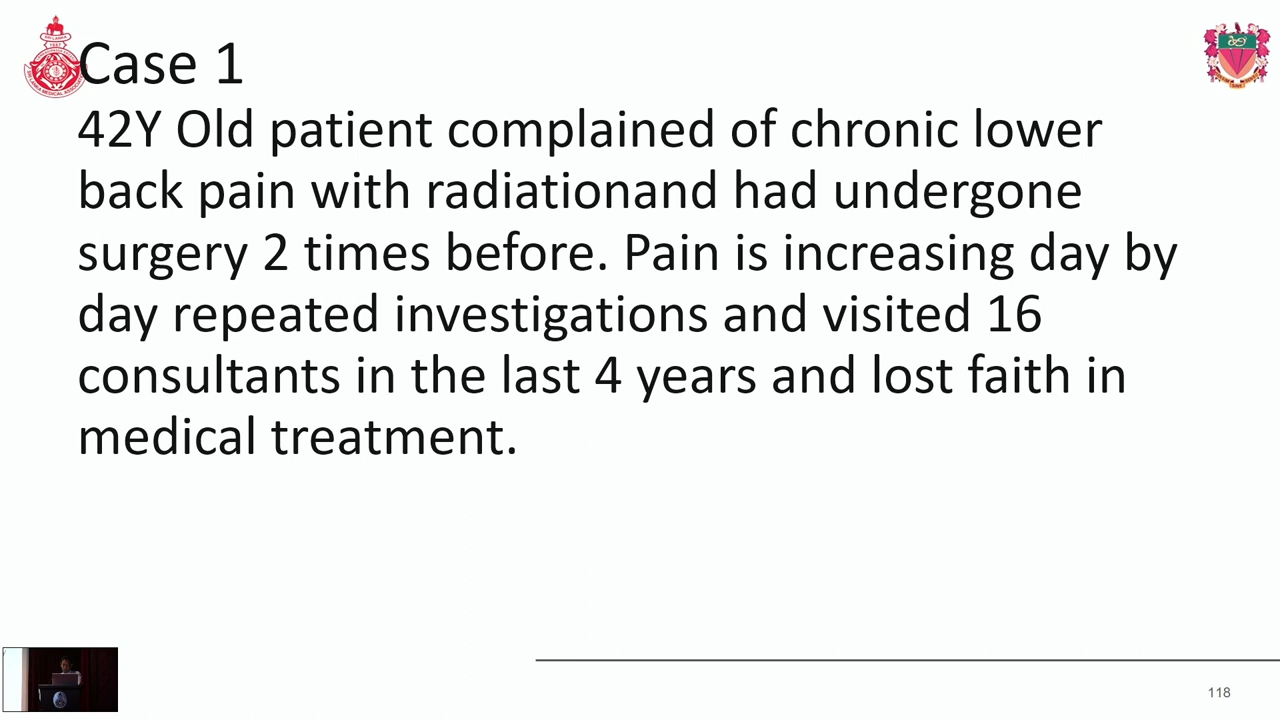 Case 1
42Y Old patient complained of chronic lower
back pain with radiationand had undergone
surgery 2 times before. Pain is increasing day by
day repeated investigations and visited 16
consultants in the last 4 years and lost faith in
medical treatment.
118